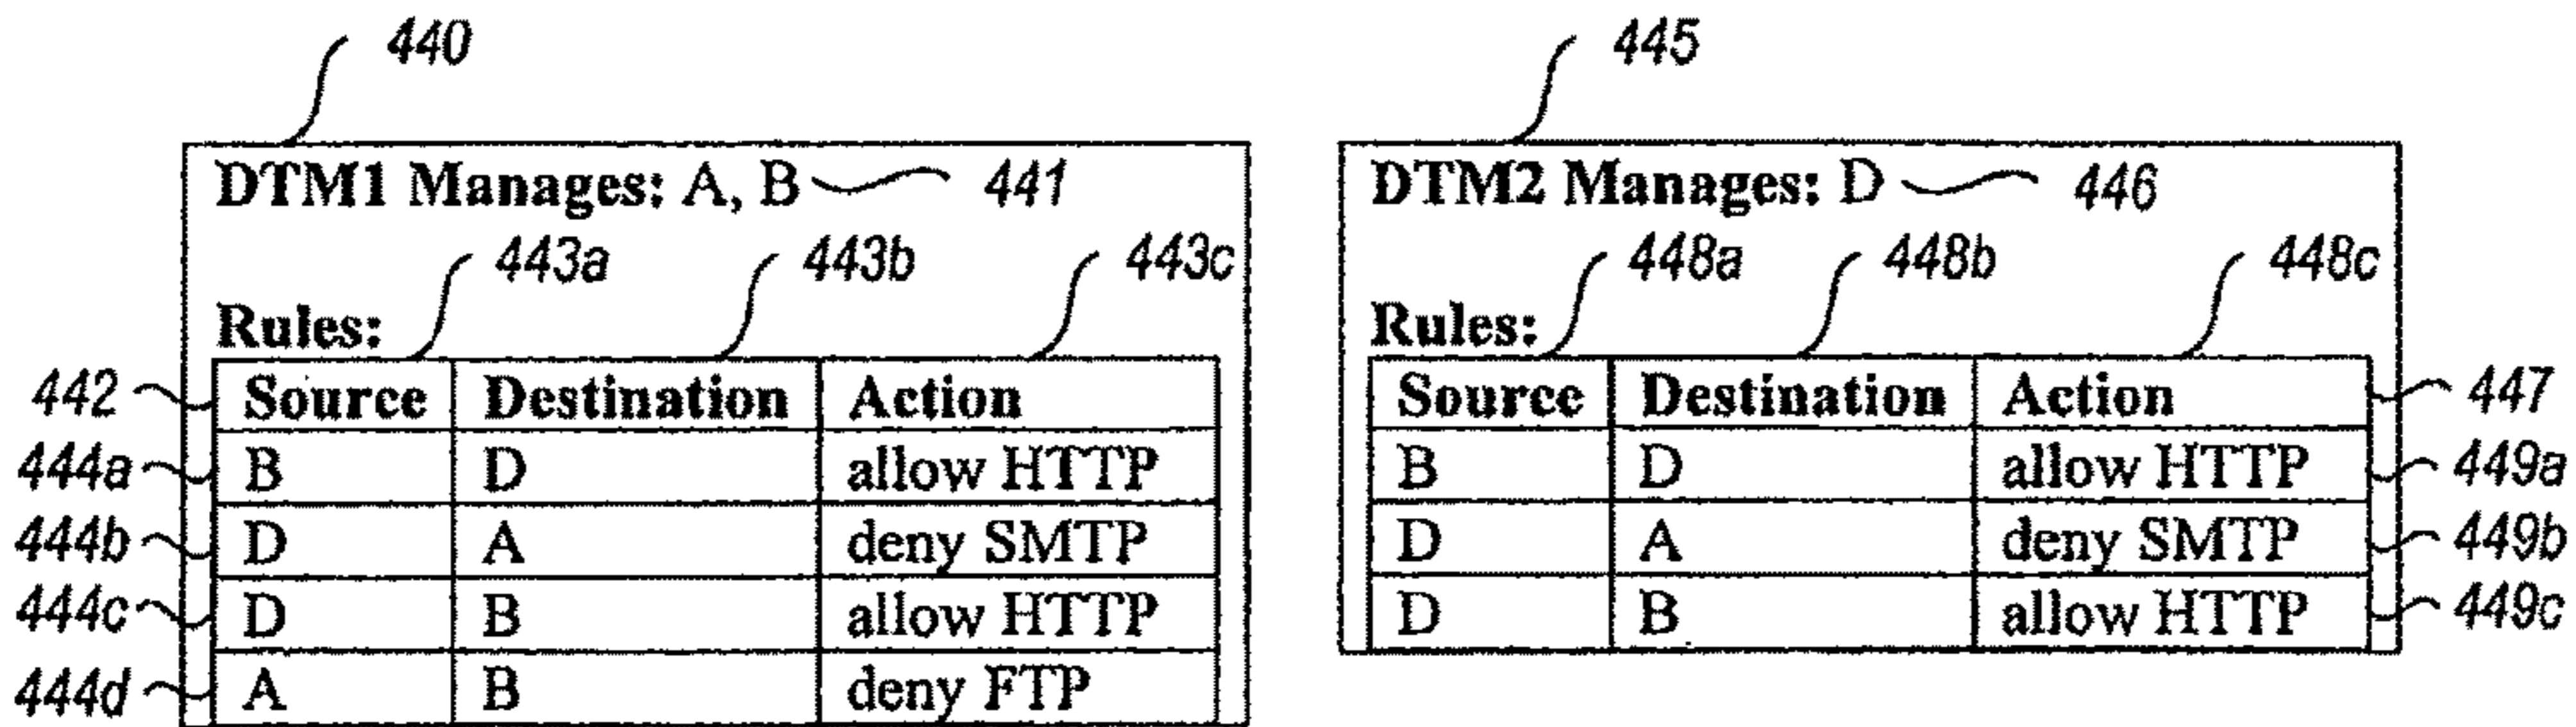 440
445
DTM1 Manages: A, B 441
DTM2 Manages: D 446
443a 443b 443c
448a 448b 448c
Rules:
Rules:
442 Source Destination Action
444a B D allow HTTP
444b D A deny SMTP
444c D B allow HTTP
444d A B deny FTP
Source Destination Action 447
B D allow HTTP 449a
D A deny SMTP 449b
D B allow HTTP 449c